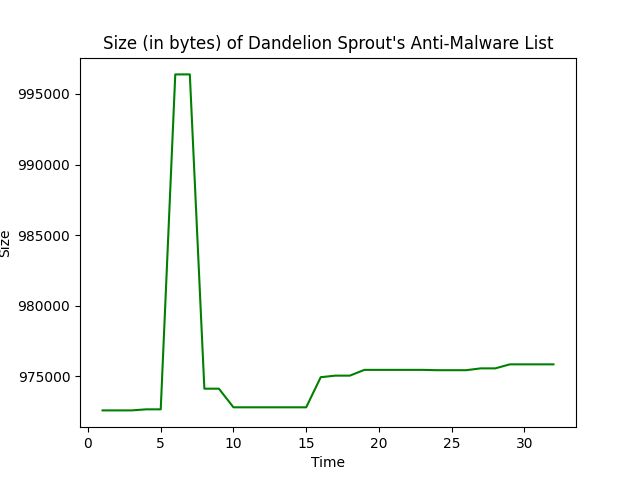 Size (in bytes) of Dandelion Sprout's Anti-Malware List
995000
990000
985000
980000
975000
Size
0 5 10 15 20 25 30
Time